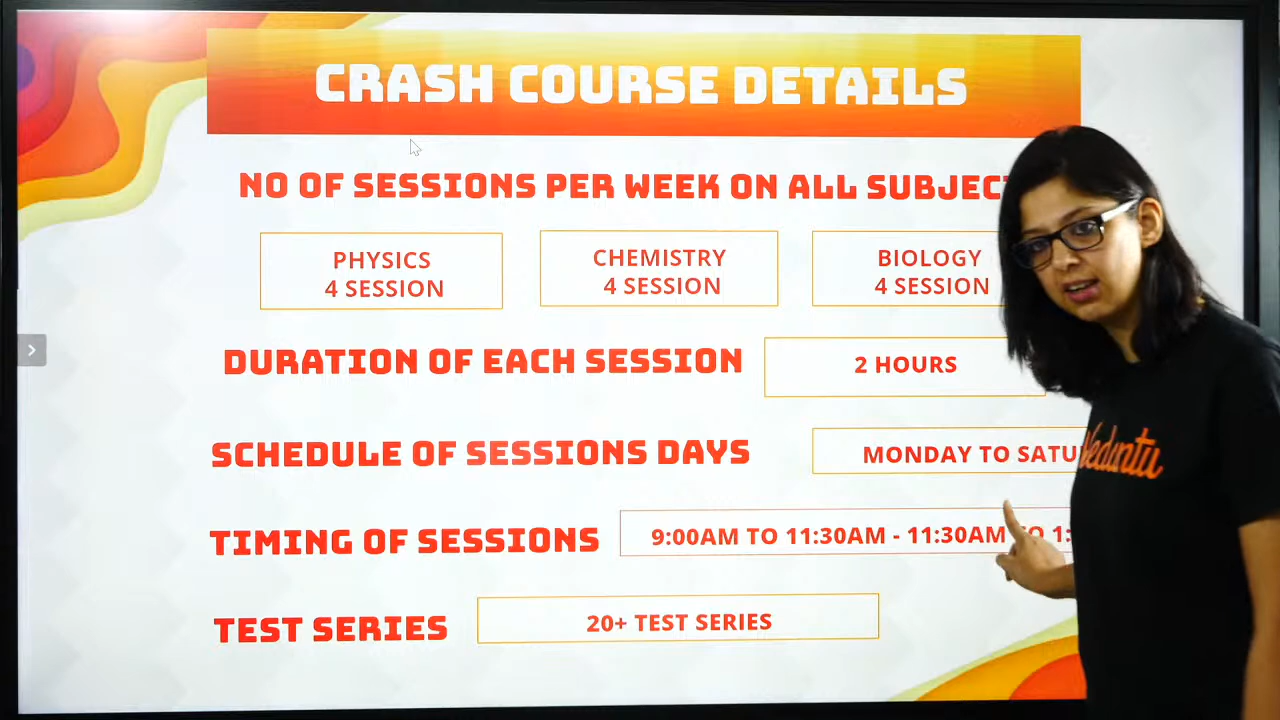 CRASH COURSE DETAILS
NO OF SESSIONS PER WEEK ON ALL
PHYSICS
4 SESSION
CHEMISTRY
4 SESSION
BIOLOGY
4 SESSION
DURATION OF EACH SESSION
2 HOURS
SCHEDULE OF SESSIONS DAYS
MONDAY TO
TIMING OF SESSIONS
9:00AM TO 11:30AM - 11:30AM
TEST SERIES
20+ TEST SERIES
Vedantu